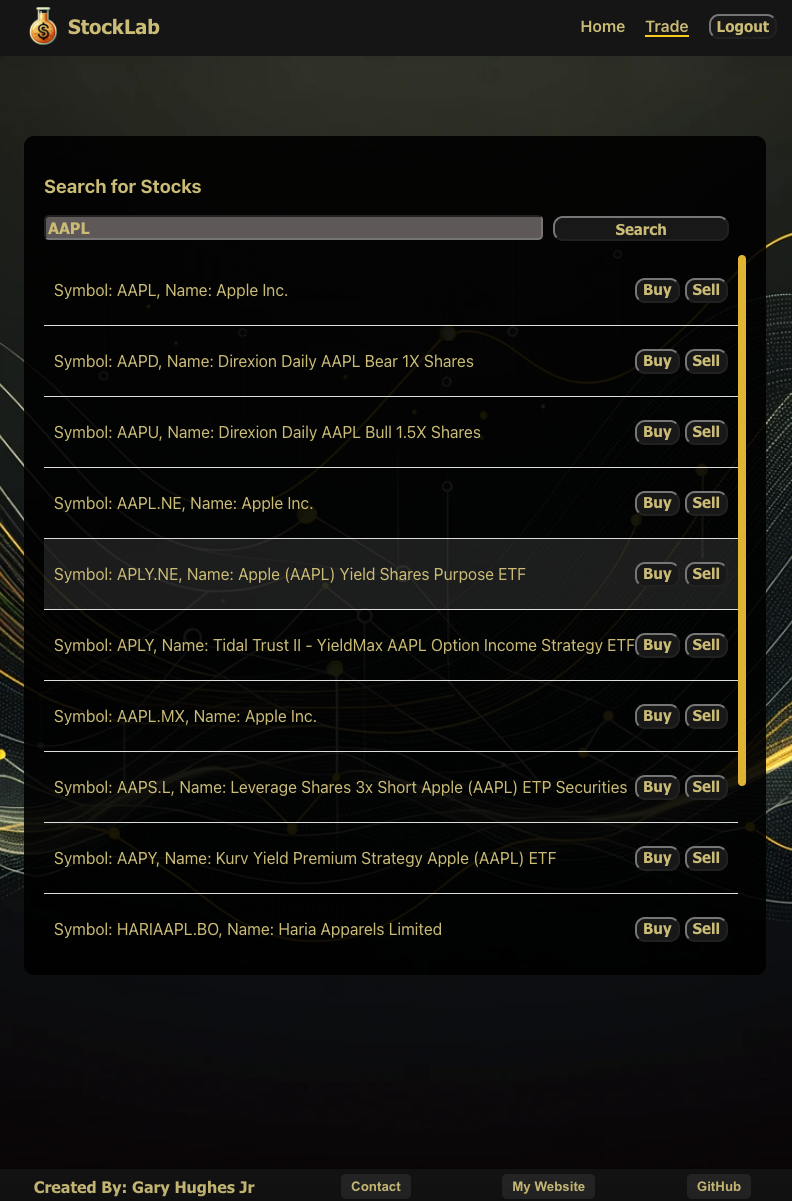 StockLab
Home Trade Logout
Search for Stocks
AAPL Search
Symbol: AAPL, Name: Apple Inc. Buy Sell
Symbol: AAPD, Name: Direxion Daily AAPL Bear 1X Shares Buy Sell
Symbol: AAPU, Name: Direxion Daily AAPL Bull 1.5X Shares Buy Sell
Symbol: AAPL.NE, Name: Apple Inc. Buy Sell
Symbol: APLY.NE, Name: Apple (AAPL) Yield Shares Purpose ETF Buy Sell
Symbol: APLY, Name: Tidal Trust II - YieldMax AAPL Option Income Strategy ETF Buy Sell
Symbol: AAPL.MX, Name: Apple Inc. Buy Sell
Symbol: AAPS.L, Name: Leverage Shares 3x Short Apple (AAPL) ETP Securities Buy Sell
Symbol: AAPY, Name: Kurv Yield Premium Strategy Apple (AAPL) ETF Buy Sell
Symbol: HARIAAPL.BO, Name: Haria Apparels Limited Buy Sell
Created By: Gary Hughes Jr Contact My Website GitHub